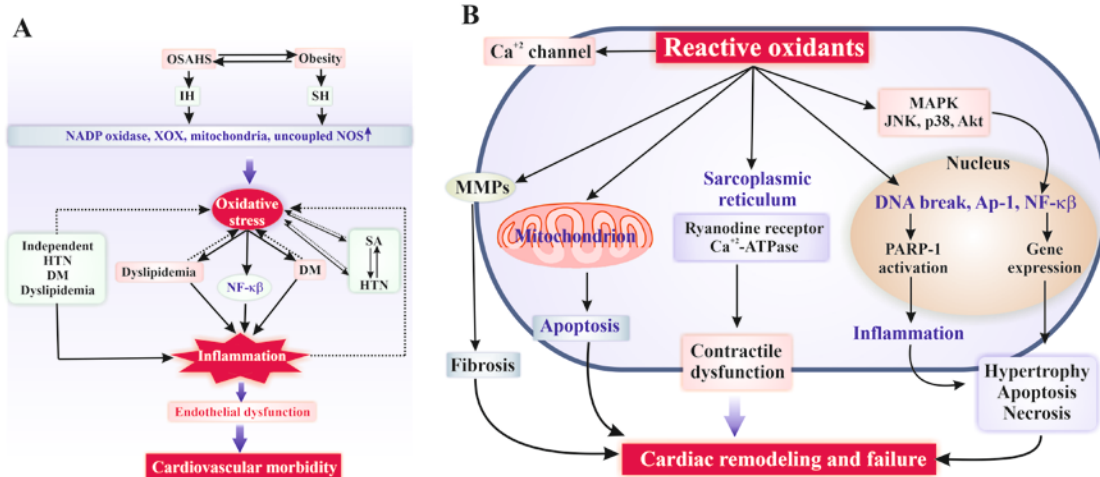 A
OSAHS
Obesity
IH
SH
NADP oxidase, XOX, mitochondria, uncoupled NOS
Oxidative
stress
Independent
HTN
DM
Dyslipidemia
Dyslipidemia
NF-κβ
DM
SA
HTN
Inflammation
Endothelial dysfunction
Cardiovascular morbidity
B
Ca⁺² channel
Reactive oxidants
MAPK
JNK, p38, Akt
MMPs
Mitochondrion
Sarcoplasmic
reticulum
Ryanodine receptor
Ca⁺²-ATPase
Nucleus
DNA break, Ap-1, NF-κβ
PARP-1
activation
Gene
expression
Apoptosis
Inflammation
Fibrosis
Contractile
dysfunction
Hypertrophy
Apoptosis
Necrosis
Cardiac remodeling and failure